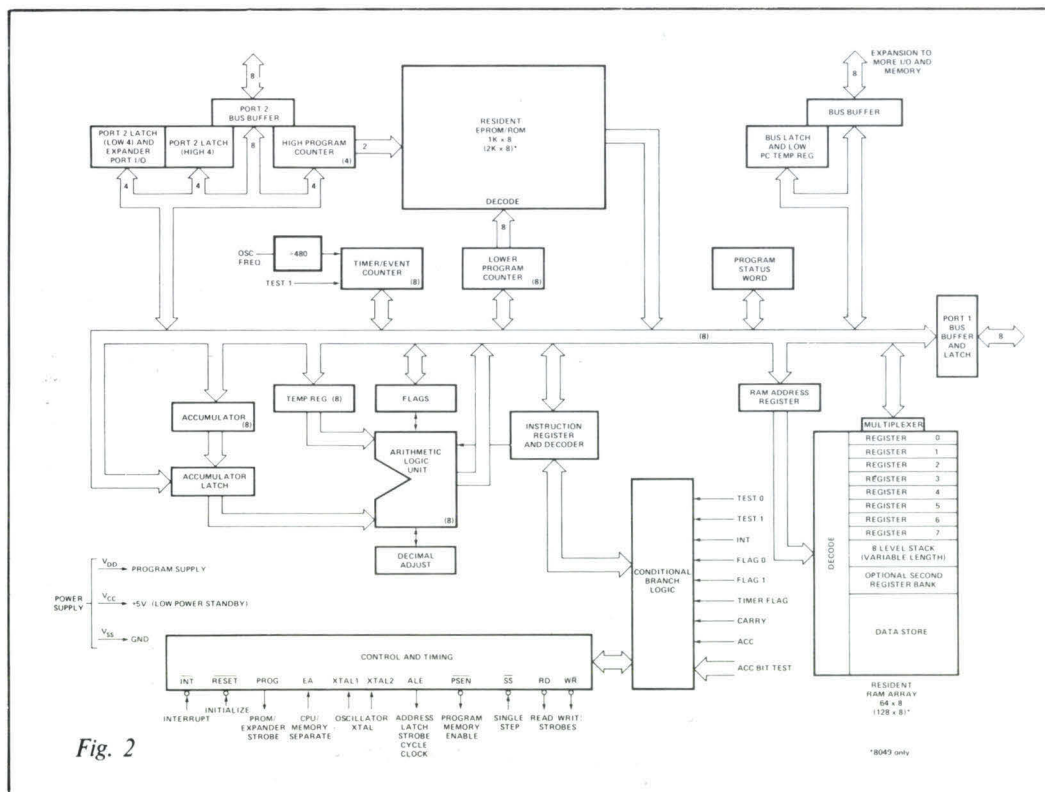 8
PORT 2
BUS BUFFER
PORT 2 LATCH
(LOW 4) AND
EXPANDER
PORT I/O
PORT 2 LATCH
(HIGH 4)
8
HIGH PROGRAM
COUNTER
(4)
2
4
4
4
RESIDENT
EPROM/ROM
1K x 8
(2K x 8)*
DECODE
8
EXPANSION TO
MORE I/O AND
MEMORY
8
BUS BUFFER
BUS LATCH
AND LOW
PC TEMP REG
OSC
FREQ
÷480
TEST 1
TIMER/EVENT
COUNTER
(8)
LOWER
PROGRAM
COUNTER
(8)
PROGRAM
STATUS
WORD
(8)
PORT 1
BUS
BUFFER
AND
LATCH
8
ACCUMULATOR
(8)
ACCUMULATOR
LATCH
TEMP REG (8)
FLAGS
ARITHMETIC
LOGIC
UNIT
(8)
DECIMAL
ADJUST
INSTRUCTION
REGISTER
AND DECODER
RAM ADDRESS
REGISTER
MULTIPLEXER
DECODE
REGISTER 0
REGISTER 1
REGISTER 2
REGISTER 3
REGISTER 4
REGISTER 5
REGISTER 6
REGISTER 7
8 LEVEL STACK
(VARIABLE LENGTH)
OPTIONAL SECOND
REGISTER BANK
DATA STORE
RESIDENT
RAM ARRAY
64 x 8
(128 x 8)*
CONDITIONAL
BRANCH
LOGIC
TEST 0
TEST 1
INT
FLAG 0
FLAG 1
TIMER FLAG
CARRY
ACC
ACC BIT TEST
POWER
SUPPLY
VDD
PROGRAM SUPPLY
VCC
+5V (LOW POWER STANDBY)
VSS
GND
CONTROL AND TIMING
INT RESET PROG EA XTAL1 XTAL2 ALE PSEN SS RD WR
INTERRUPT
INITIALIZE
PROM/
EXPANDER
STROBE
CPU/
MEMORY
SEPARATE
OSCILLATOR
XTAL
ADDRESS
LATCH
STROBE
CYCLE
CLOCK
PROGRAM
MEMORY
ENABLE
SINGLE
STEP
READ WRIT:
STROBES
Fig. 2
*8049 only